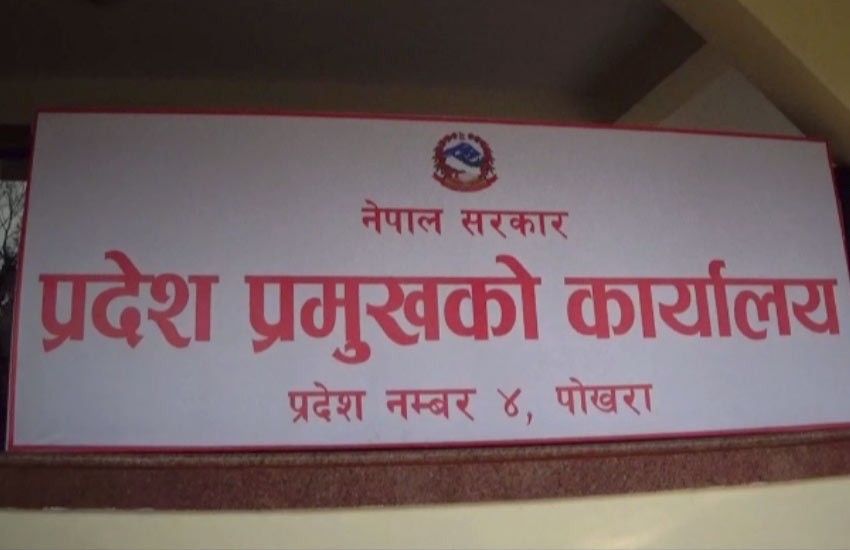 नेपाल सरकार
प्रदेश प्रमुखको कार्यालय
प्रदेश नम्बर ४, पोखरा